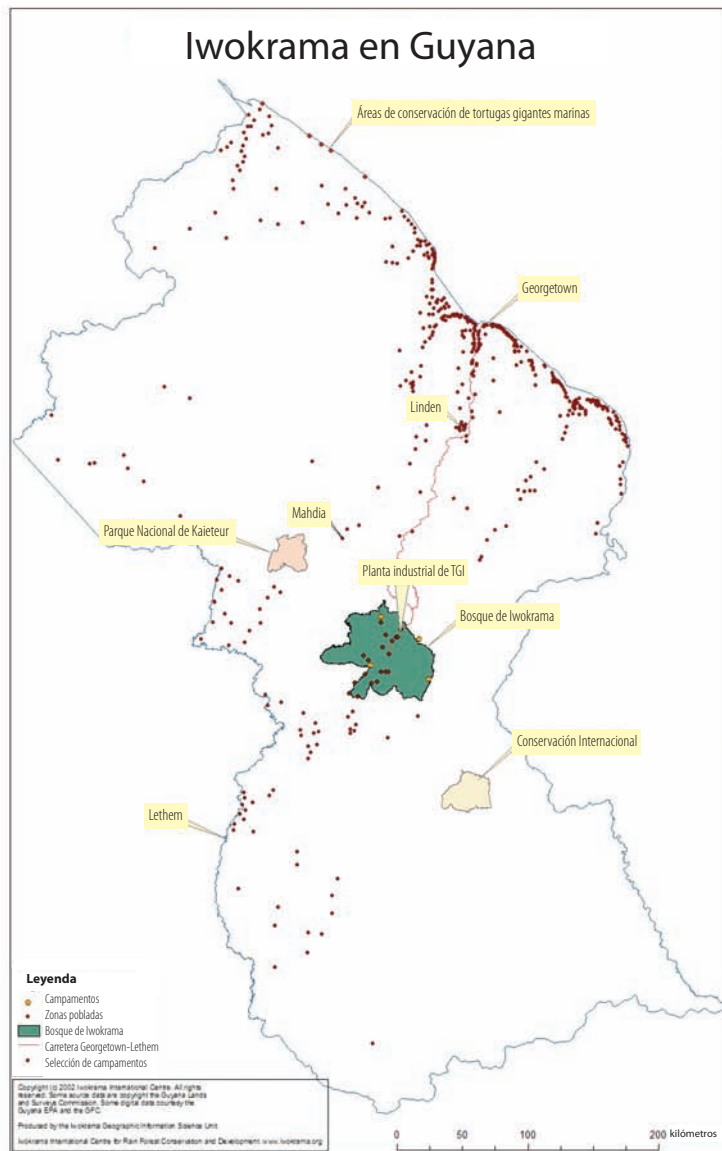 Iwokrama en Guyana
Áreas de conservación de tortugas gigantes marinas
Georgetown
Linden
Mahdia
Parque Nacional de Kaieteur
Planta industrial de TGI
Bosque de Iwokrama
Conservación Internacional
Lethem
Leyenda
Campamentos
Zonas pobladas
Bosque de Iwokrama
Carretera Georgetown-Lethem
Selección de campamentos
Copyright (c) 2002 Iwokrama International Centre. All rights
reserved. Some source data are copyright the Guyana Lands
and Surveys Commission. Some digital data courtesy the
Guyana EPA and the GFC.
Produced by the Iwokrama Geographic Information Science Unit
Iwokrama International Centre for Rain Forest Conservation and Development. www.iwokrama.org
0 50 100 200 kilómetros